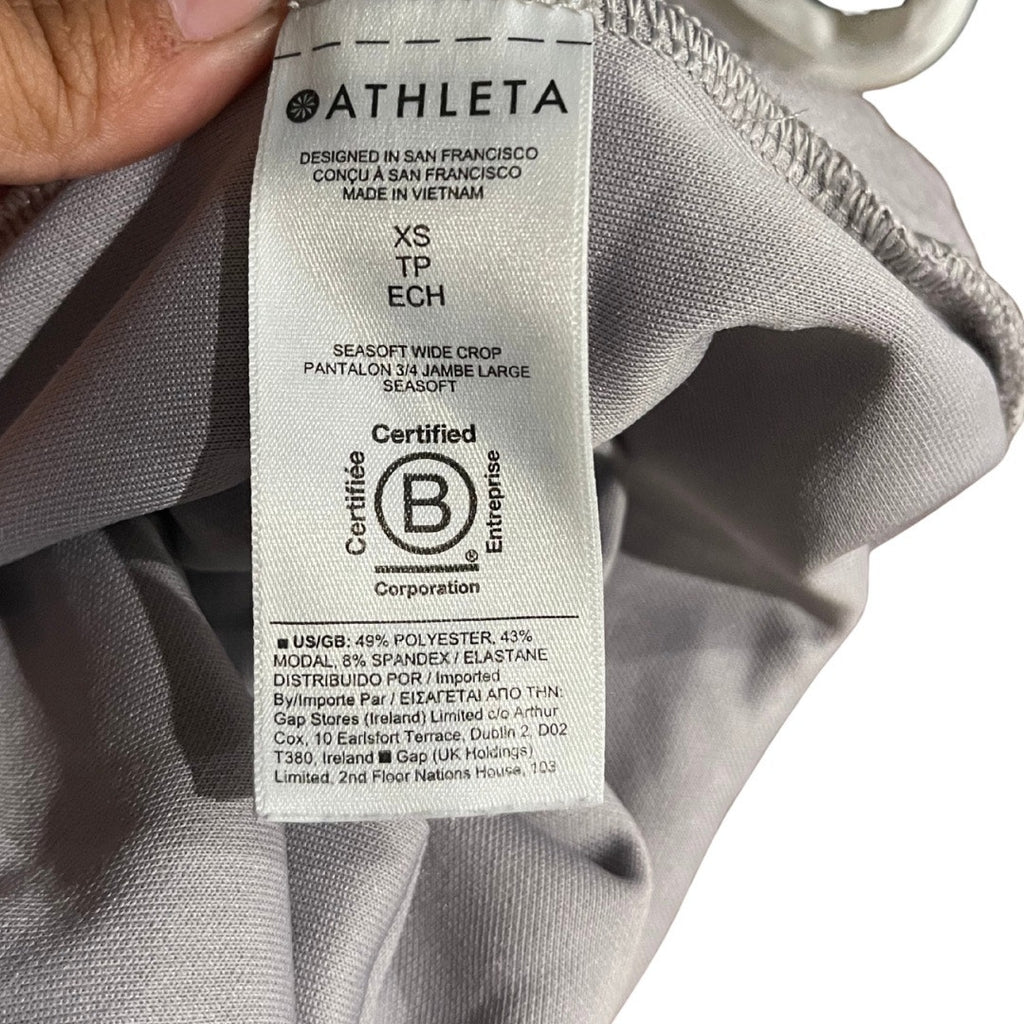 ATHLETA
DESIGNED IN SAN FRANCISCO
CONÇU À SAN FRANCISCO
MADE IN VIETNAM
XS
TP
ECH
SEASOFT WIDE CROP
PANTALON 3/4 JAMBE LARGE
SEASOFT
Certified
Certifiée
B
Entreprise
®
Corporation
■ US/GB: 49% POLYESTER, 43%
MODAL, 8% SPANDEX / ELASTANE
DISTRIBUIDO POR / Imported
By/Importe Par / ΕΙΣΑΓΕΤΑΙ ΑΠΟ ΤΗΝ:
Gap Stores (Ireland) Limited c/o Arthur
Cox, 10 Earlsfort Terrace, Dublin 2, D02
T380, Ireland ■ Gap (UK Holdings)
Limited, 2nd Floor Nations House, 103